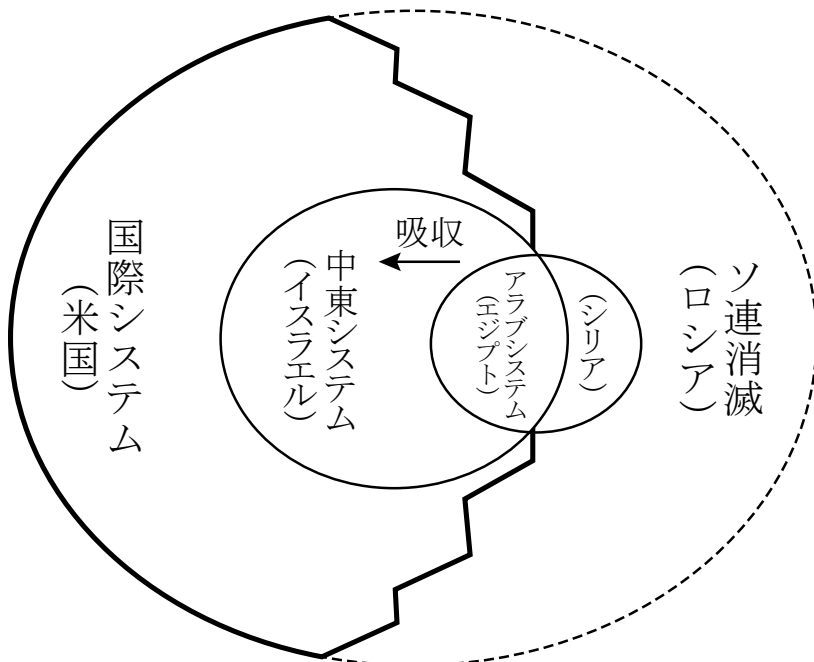 ソ連消滅
(ロシア)
(シリア)
アラブシステム
(エジプト)
吸収
中東システム
(イスラエル)
国際システム
(米国)